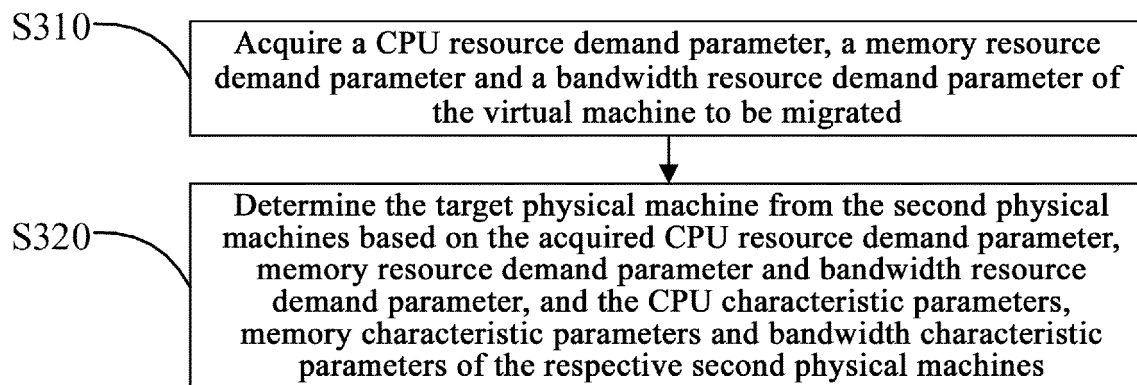 S310
Acquire a CPU resource demand parameter, a memory resource
demand parameter and a bandwidth resource demand parameter of
the virtual machine to be migrated
S320
Determine the target physical machine from the second physical
machines based on the acquired CPU resource demand parameter,
memory resource demand parameter and bandwidth resource
demand parameter, and the CPU characteristic parameters,
memory characteristic parameters and bandwidth characteristic
parameters of the respective second physical machines